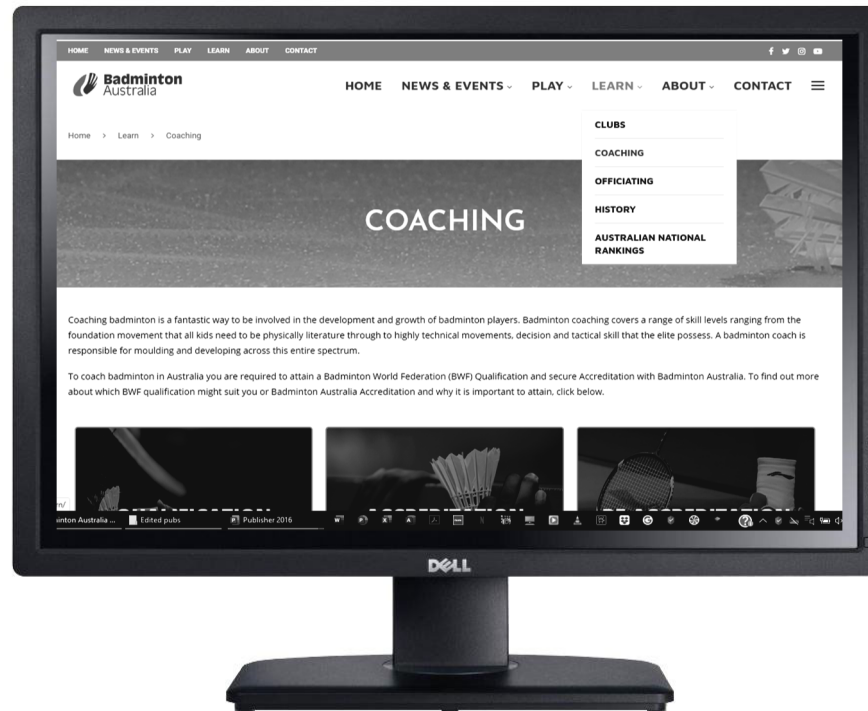 HOME NEWS & EVENTS PLAY LEARN ABOUT CONTACT
Badminton
Australia
HOME NEWS & EVENTS PLAY LEARN ABOUT CONTACT
Home > Learn > Coaching
CLUBS
COACHING
OFFICIATING
HISTORY
AUSTRALIAN NATIONAL
RANKINGS
COACHING
Coaching badminton is a fantastic way to be involved in the development and growth of badminton players. Badminton coaching covers a range of skill levels ranging from the
foundation movement that all kids need to be physically literature through to highly technical movements, decision and tactical skill that the elite possess. A badminton coach is
responsible for moulding and developing across this entire spectrum.
To coach badminton in Australia you are required to attain a Badminton World Federation (BWF) Qualification and secure Accreditation with Badminton Australia. To find out more
about which BWF qualification might suit you or Badminton Australia Accreditation and why it is important to attain, click below.
Australia ... Edited pubs Publisher 2016
DELL